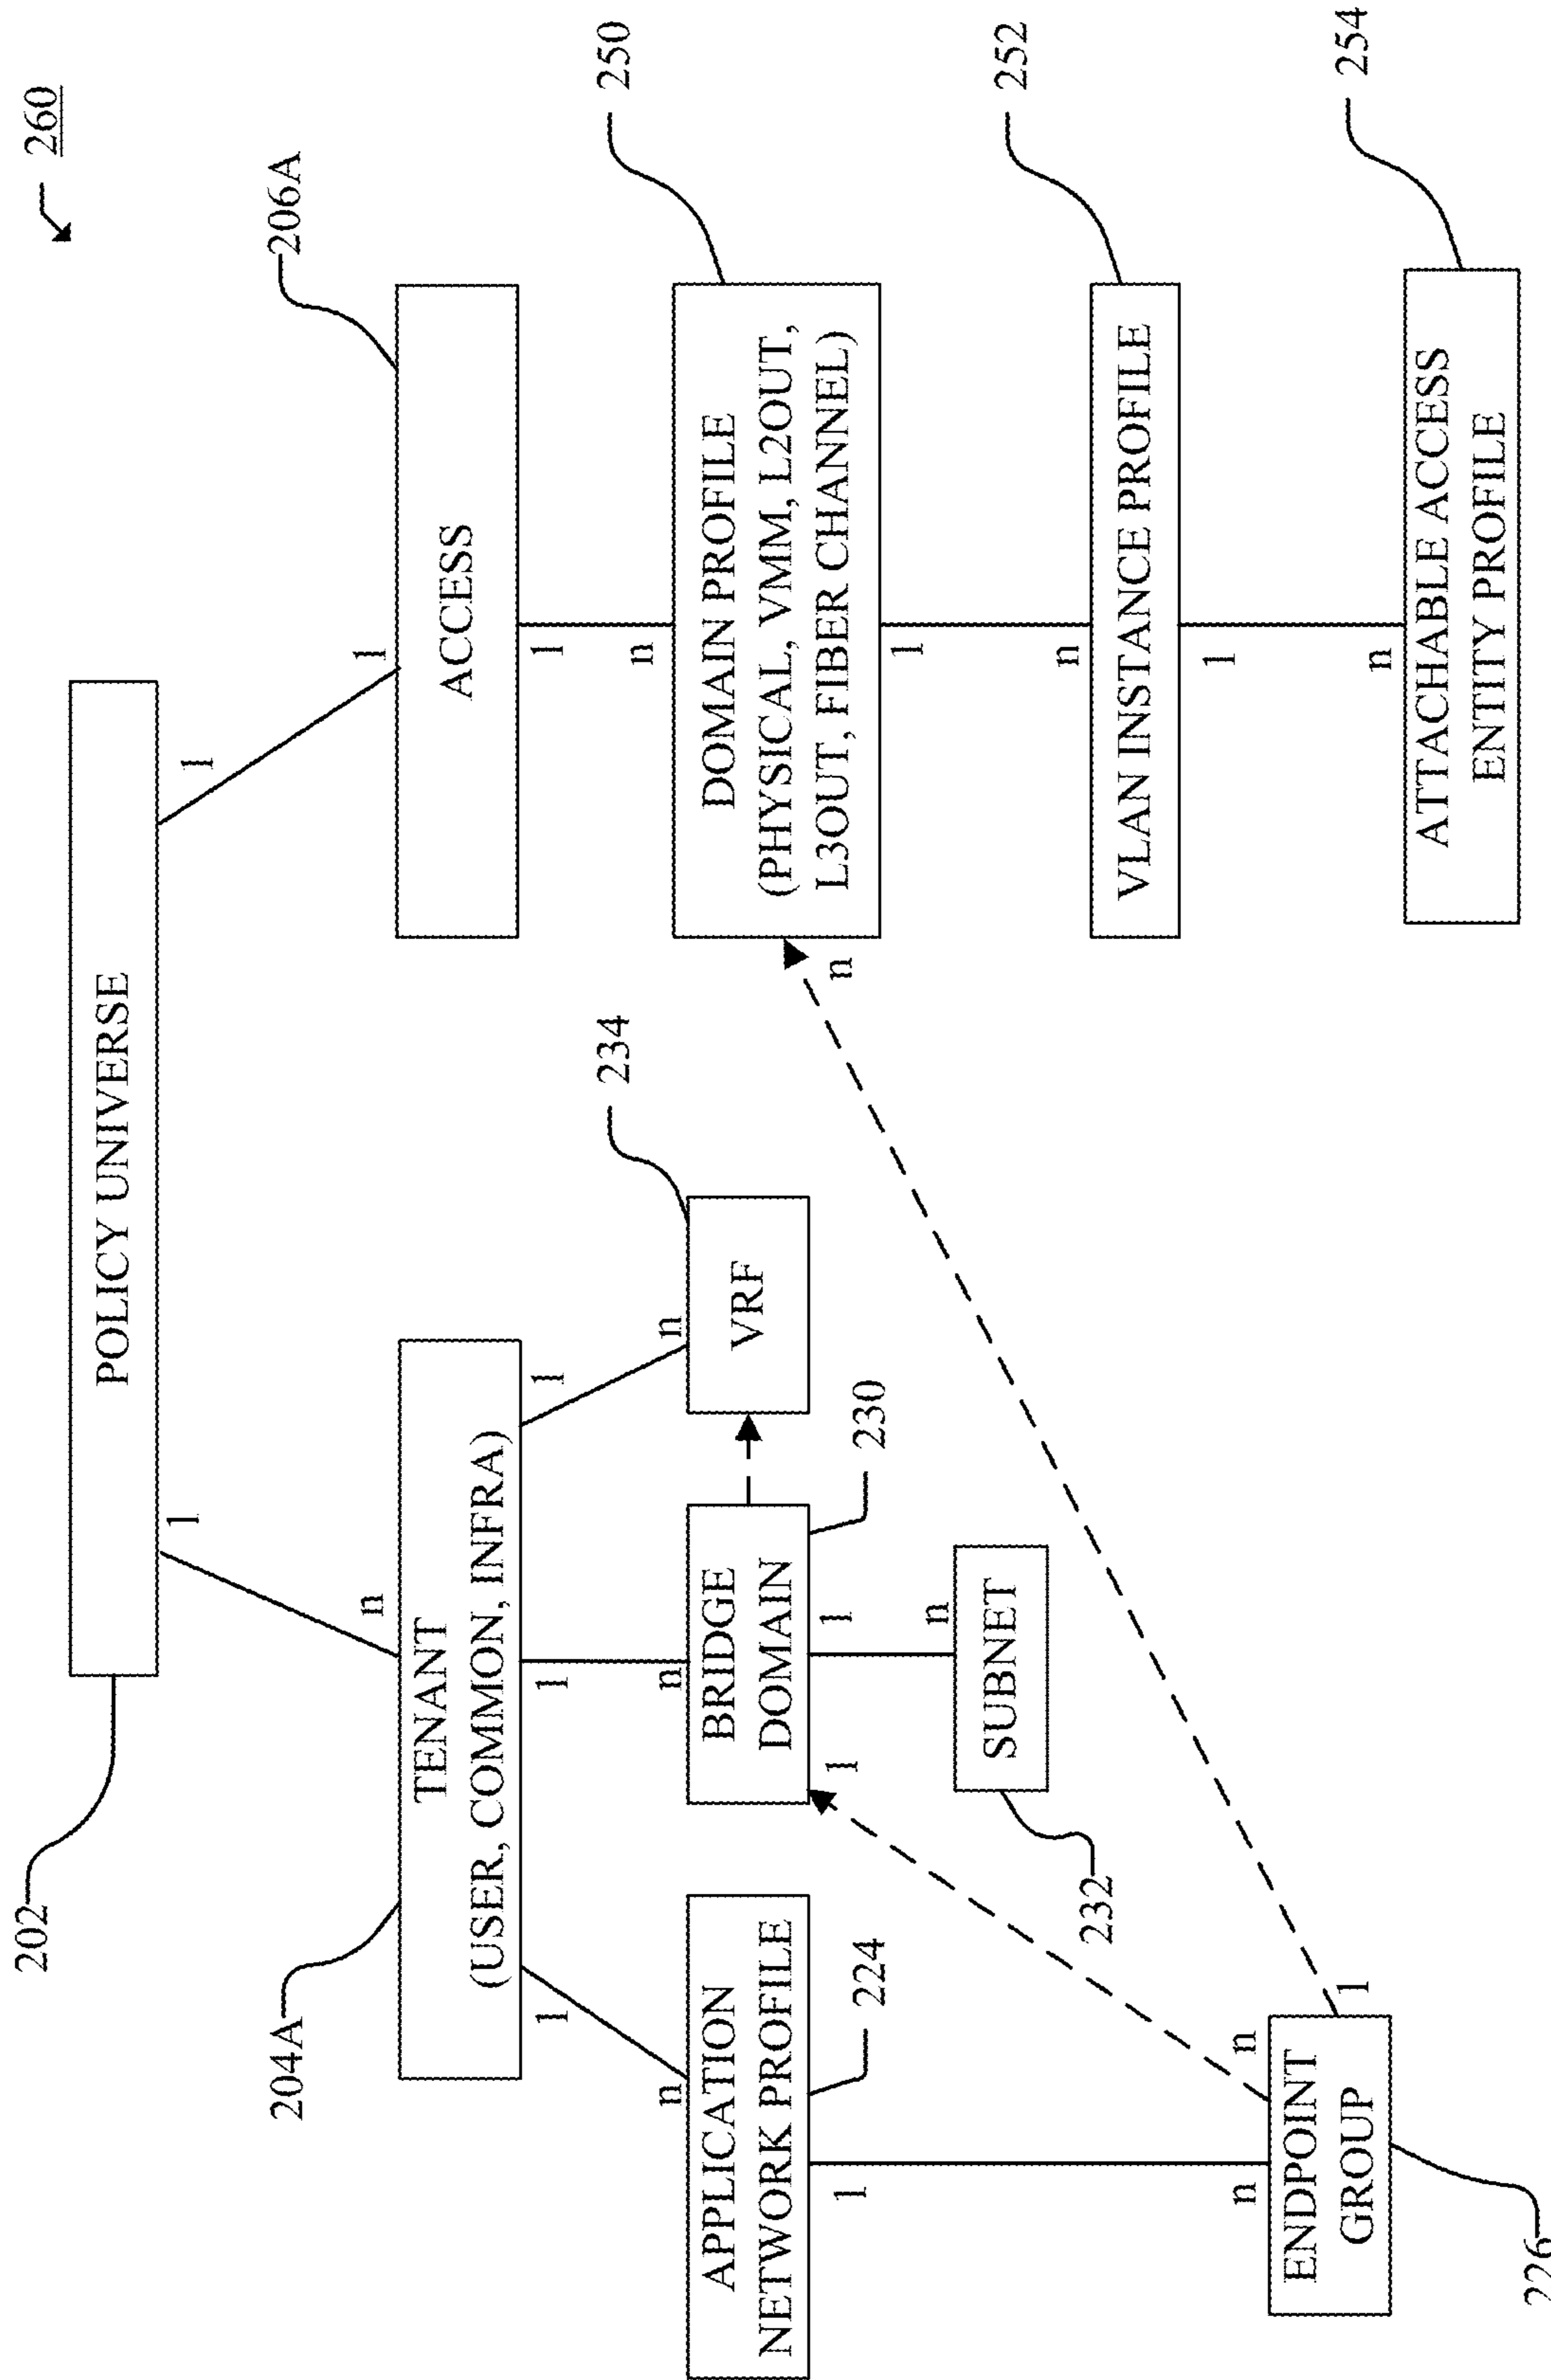 260
202
POLICY UNIVERSE
1
1
n
1
204A
TENANT
(USER, COMMON, INFRA)
206A
ACCESS
1
1
1
1
n
n
n
n
APPLICATION
NETWORK PROFILE
224
BRIDGE
DOMAIN
230
VRF
234
DOMAIN PROFILE
(PHYSICAL, VMM, L2OUT,
L3OUT, FIBER CHANNEL)
250
1
1
1
n
1
n
n
SUBNET
232
VLAN INSTANCE PROFILE
252
n
n
1
1
n
ENDPOINT
GROUP
226
ATTACHABLE ACCESS
ENTITY PROFILE
254